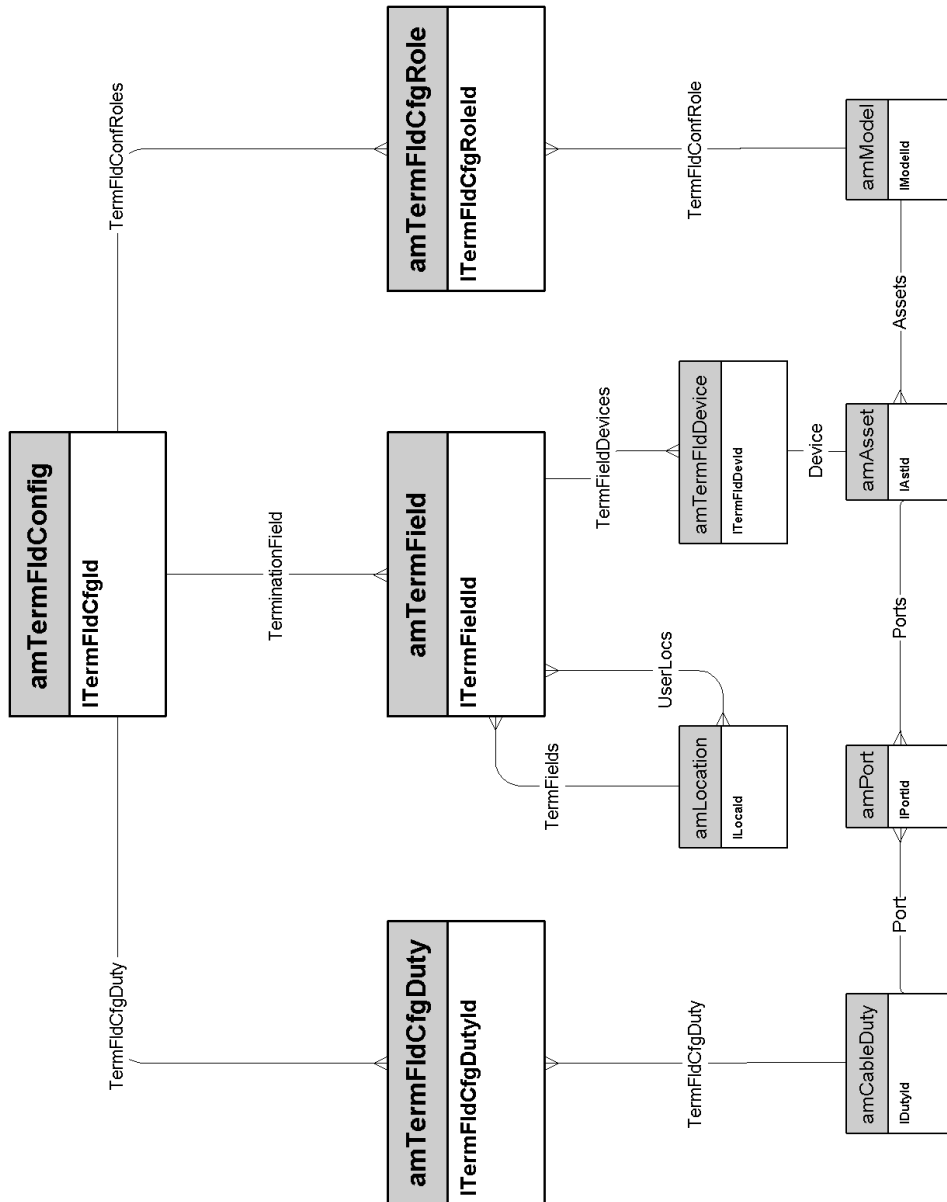 amTermFldConfig
lTermFldCfgId
TermFldCfgDuty
TermFldConfRoles
TerminationField
amTermFldCfgDuty
lTermFldCfgDutyId
amTermField
lTermFieldId
amTermFldCfgRole
lTermFldCfgRoleId
TermFields
UserLocs
TermFieldDevices
TermFldCfgDuty
TermFldConfRole
amLocation
lLocaId
amTermFldDevice
lTermFldDevId
Device
amCableDuty
lDutyId
Port
amPort
lPortId
Ports
amAsset
lAstId
Assets
amModel
lModelId